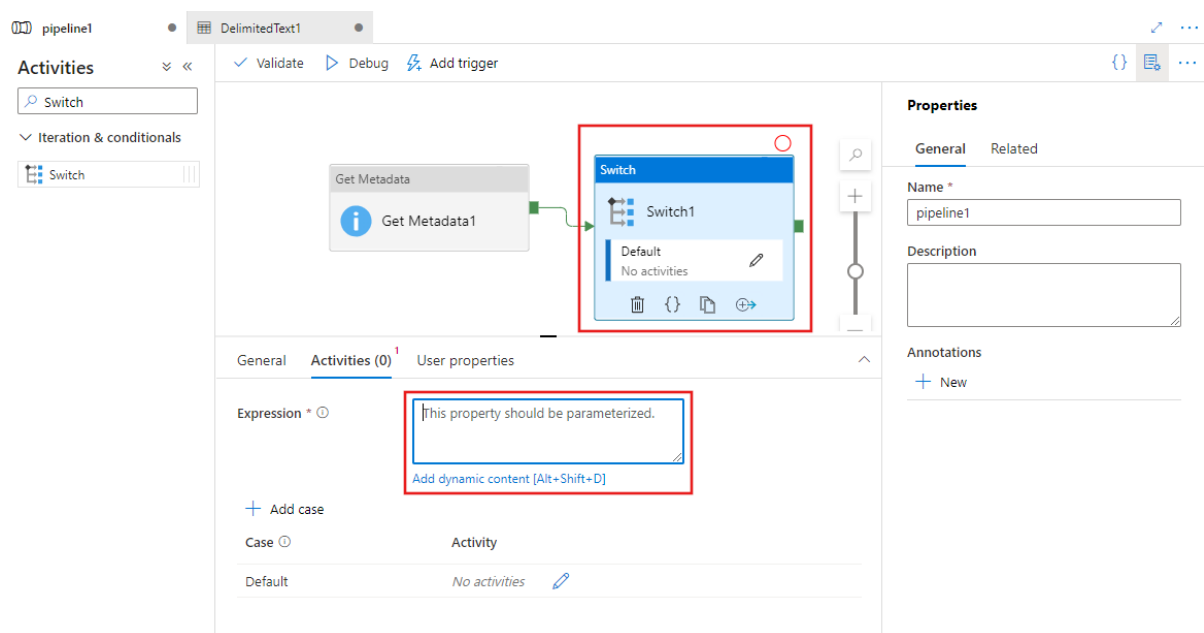 pipeline1
DelimitedText1
Activities
Validate
Debug
Add trigger
{}
Switch
Iteration & conditionals
Switch
Get Metadata
Get Metadata1
Switch
Switch1
Default
No activities
{}
Properties
General
Related
Name *
pipeline1
Description
Annotations
New
General
Activities (0) 1
User properties
Expression *
This property should be parameterized.
Add dynamic content [Alt+Shift+D]
Add case
Case
Activity
Default
No activities